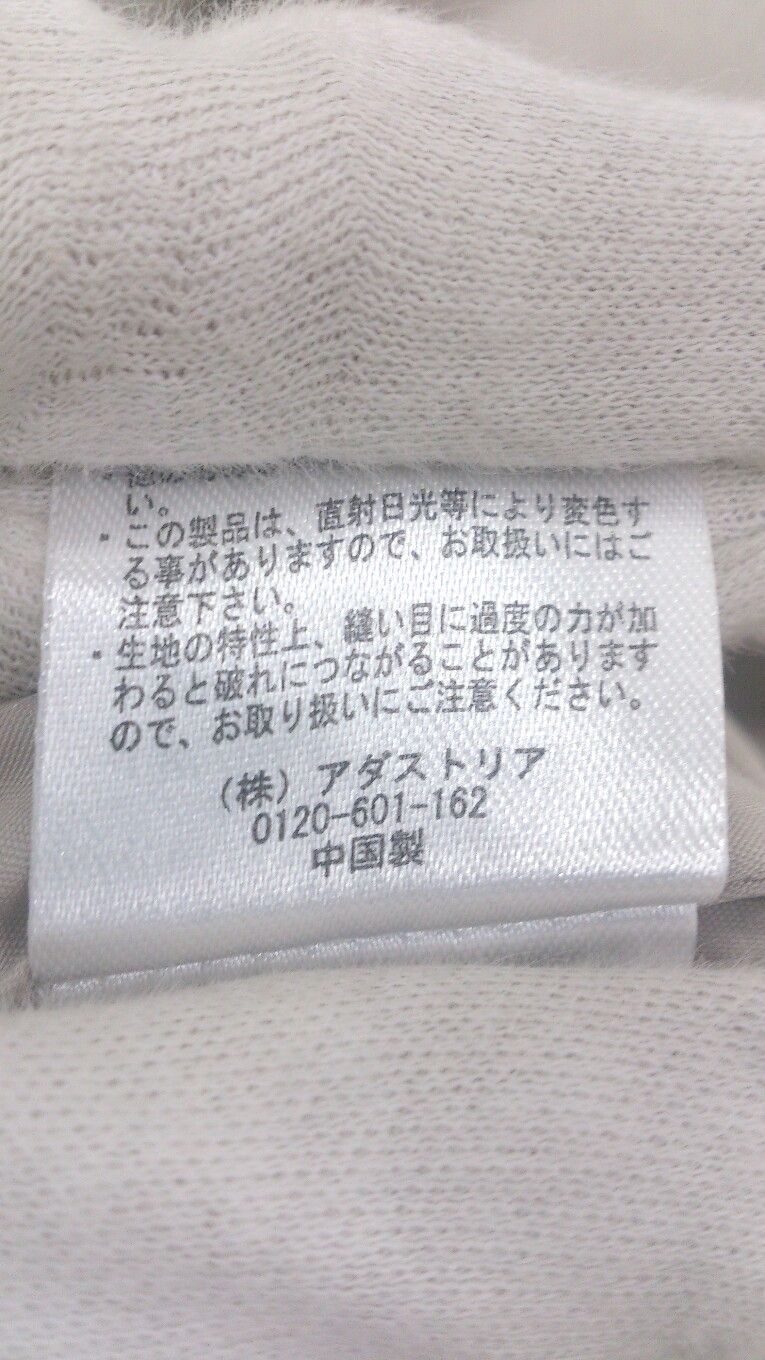 い。
・この製品は、直射日光等により変色す
る事がありますので、お取扱いにはご
注意下さい。
・生地の特性上、縫い目に過度の力が加
わると破れにつながることがあります
ので、お取り扱いにご注意ください。
(株) アダストリア
0120-601-162
中国製